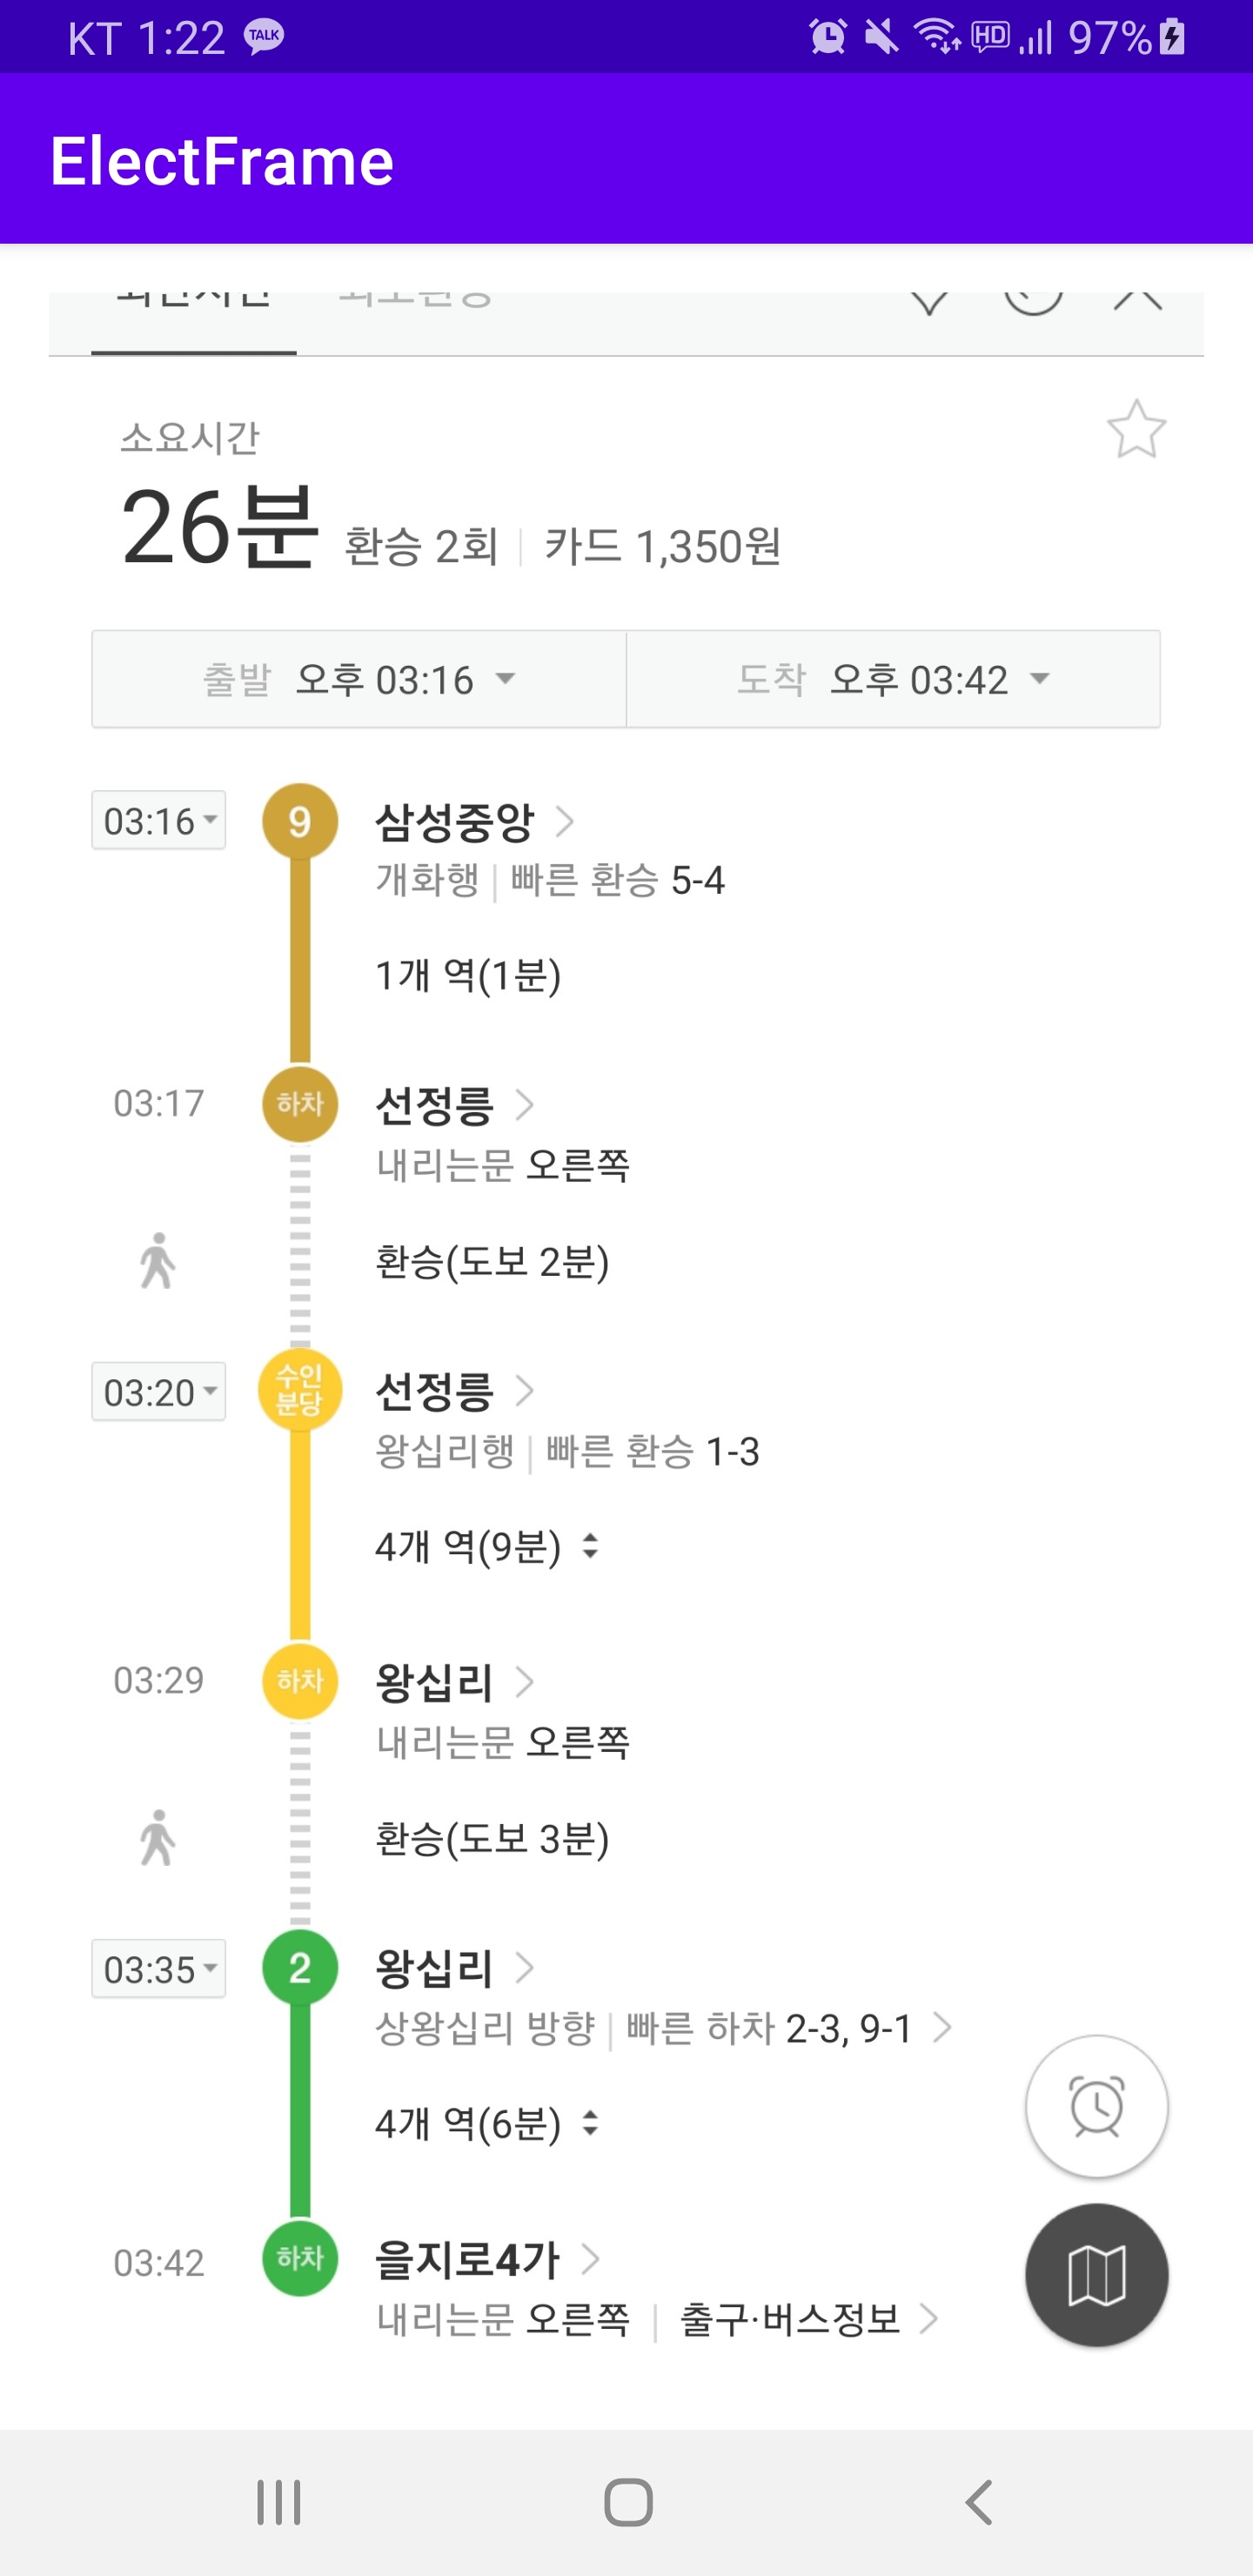 KT 1:22 TALK HD 97%
ElectFrame
소요시간
26분 환승 2회 | 카드 1,350원
출발 오후 03:16 도착 오후 03:42
03:16 9 삼성중앙
개화행 | 빠른 환승 5-4
1개 역(1분)
03:17 하차 선정릉
내리는문 오른쪽
환승(도보 2분)
03:20 수인분당 선정릉
왕십리행 | 빠른 환승 1-3
4개 역(9분)
03:29 하차 왕십리
내리는문 오른쪽
환승(도보 3분)
03:35 2 왕십리
상왕십리 방향 | 빠른 하차 2-3, 9-1
4개 역(6분)
03:42 하차 을지로4가
내리는문 오른쪽 | 출구·버스정보